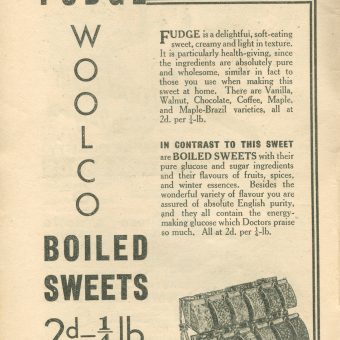 FUDGE
W
O
O
L
C
O
BOILED
SWEETS
2d–¼ lb
FUDGE is a delightful, soft-eating
sweet, creamy and light in texture.
It is particularly health-giving, since
the ingredients are absolutely pure
and wholesome, similar in fact to
those you use when making this
sweet at home. There are Vanilla,
Walnut, Chocolate, Coffee, Maple,
and Maple-Brazil varieties, all at
2d. per ¼-lb.
IN CONTRAST TO THIS SWEET
are BOILED SWEETS with their
pure glucose and sugar ingredients
and their flavours of fruits, spices,
and winter essences. Besides the
wonderful variety of flavour you are
assured of absolute English purity,
and they all contain the energy-
making glucose which Doctors praise
so much. All at 2d. per ¼-lb.